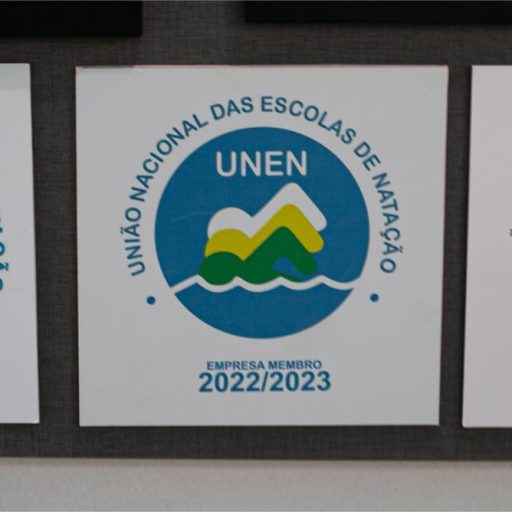 UNIÃO NACIONAL DAS ESCOLAS DE NATAÇÃO
UNEN
EMPRESA MEMBRO
2022/2023